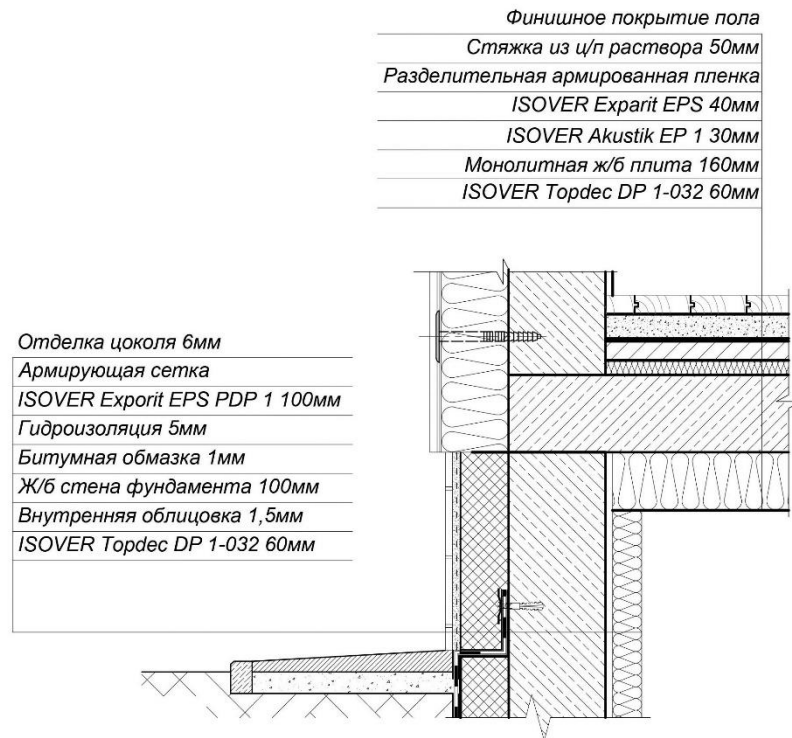 Финишное покрытие пола
Стяжка из ц/п раствора 50мм
Разделительная армированная пленка
ISOVER Exparit EPS 40мм
ISOVER Akustik EP 1 30мм
Монолитная ж/б плита 160мм
ISOVER Topdec DP 1-032 60мм
Отделка цоколя 6мм
Армирующая сетка
ISOVER Exporit EPS PDP 1 100мм
Гидроизоляция 5мм
Битумная обмазка 1мм
Ж/б стена фундамента 100мм
Внутренняя облицовка 1,5мм
ISOVER Topdec DP 1-032 60мм